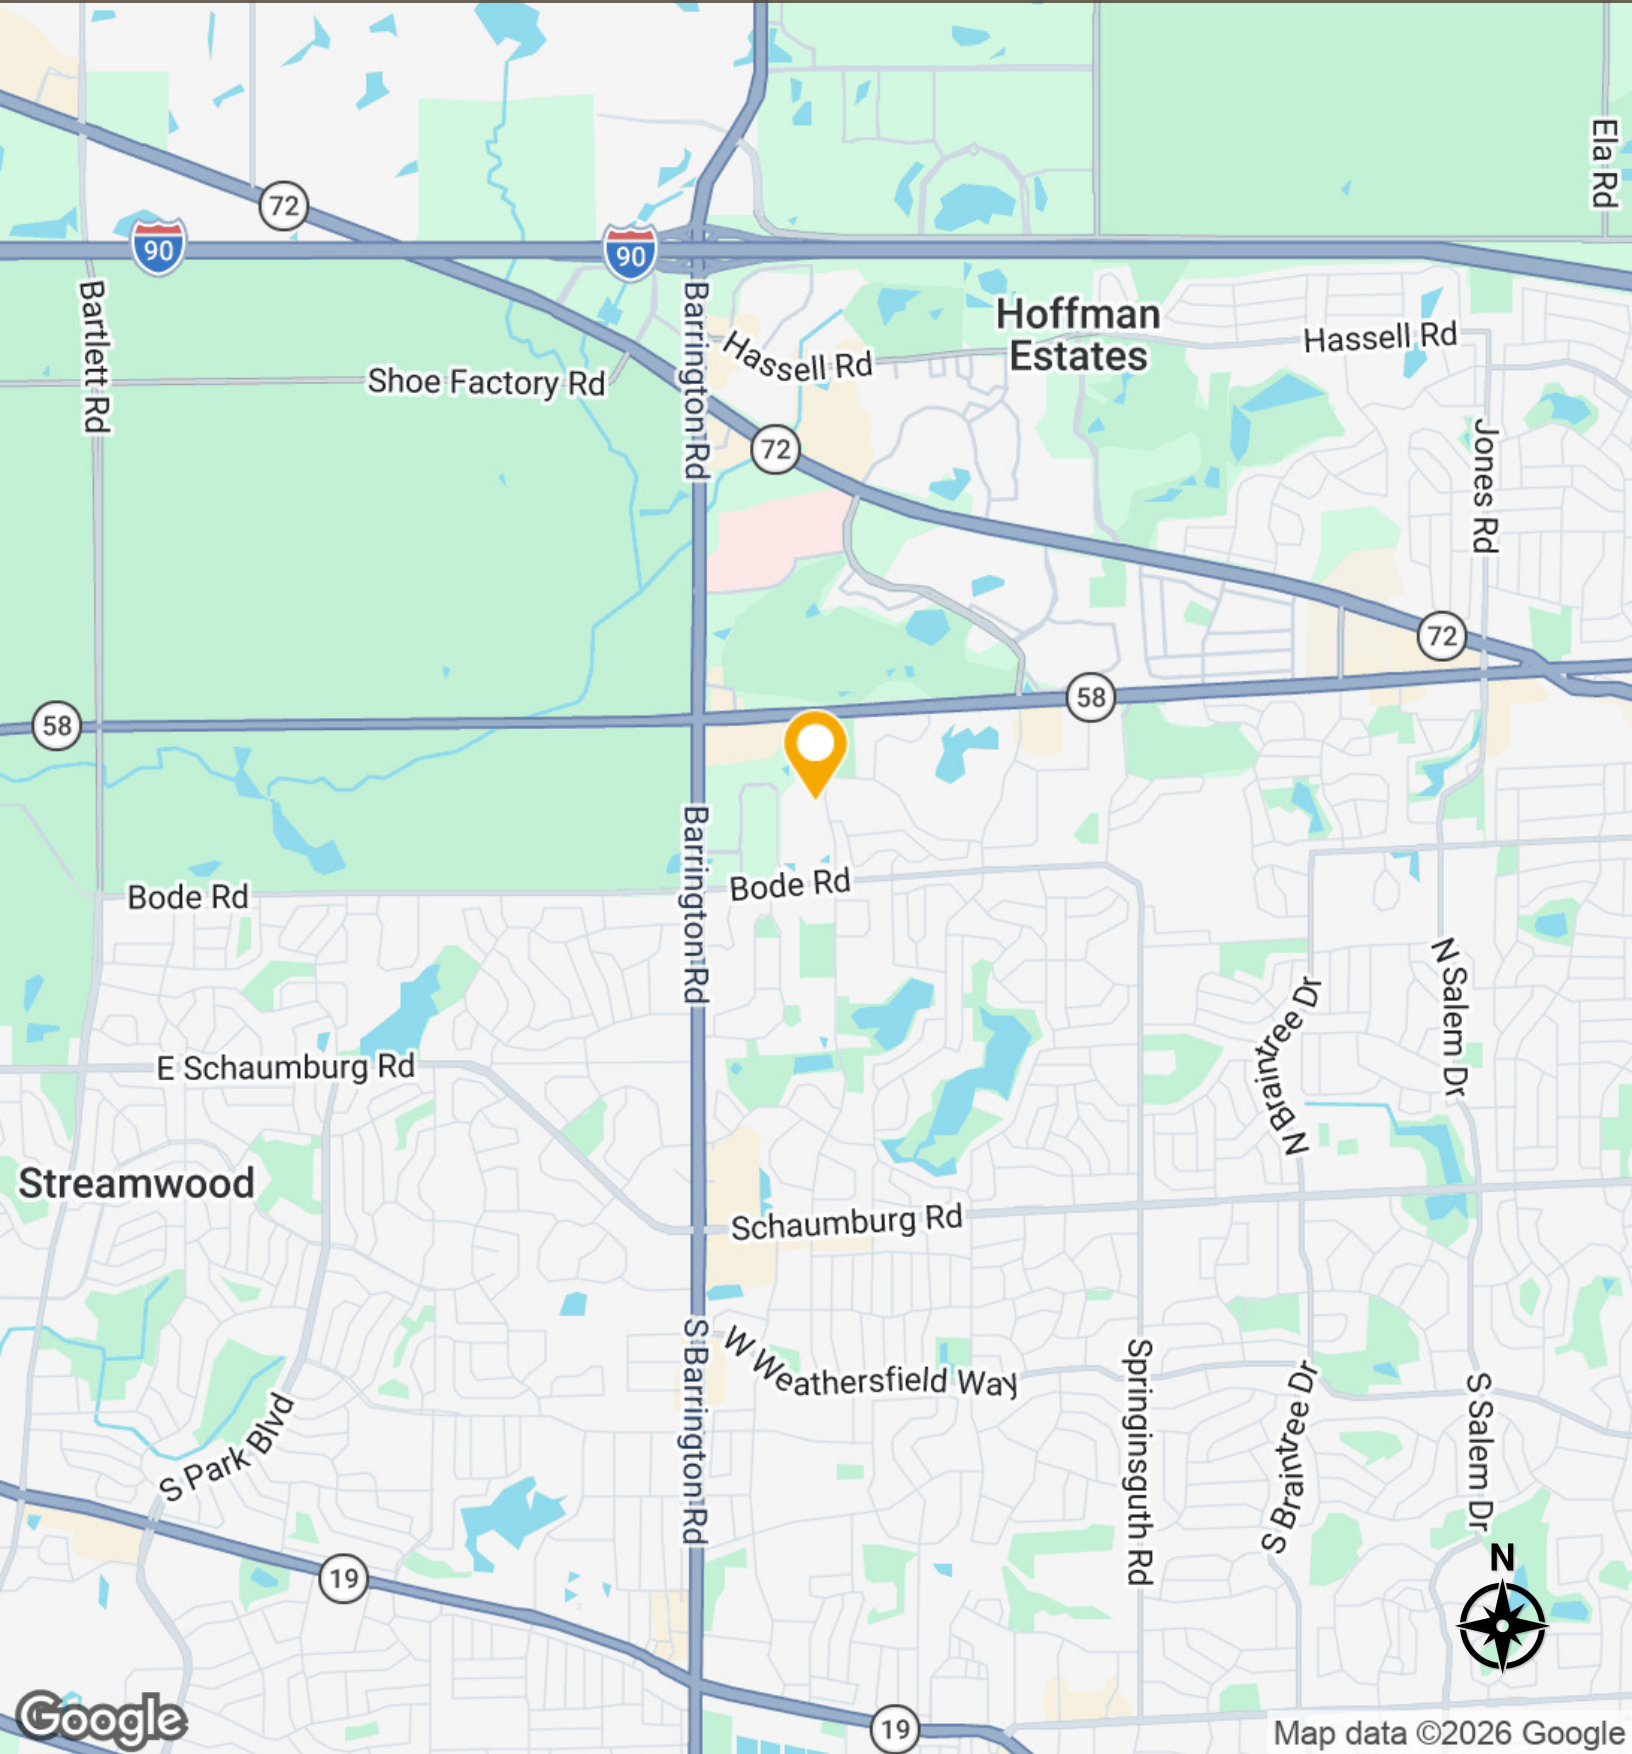 Ela Rd
72
90
90
Bartlett Rd
Barrington Rd
Hoffman
Estates
Hassell Rd
Hassell Rd
Shoe Factory Rd
72
Jones Rd
72
58
58
Barrington Rd
Bode Rd
Bode Rd
N Salem Dr
N Braintree Dr
E Schaumburg Rd
Streamwood
Schaumburg Rd
S Barrington Rd
W Weathersfield Way
Springinsguth Rd
S Braintree Dr
S Salem Dr
S Park Blvd
N
19
19
Google
Map data ©2026 Google